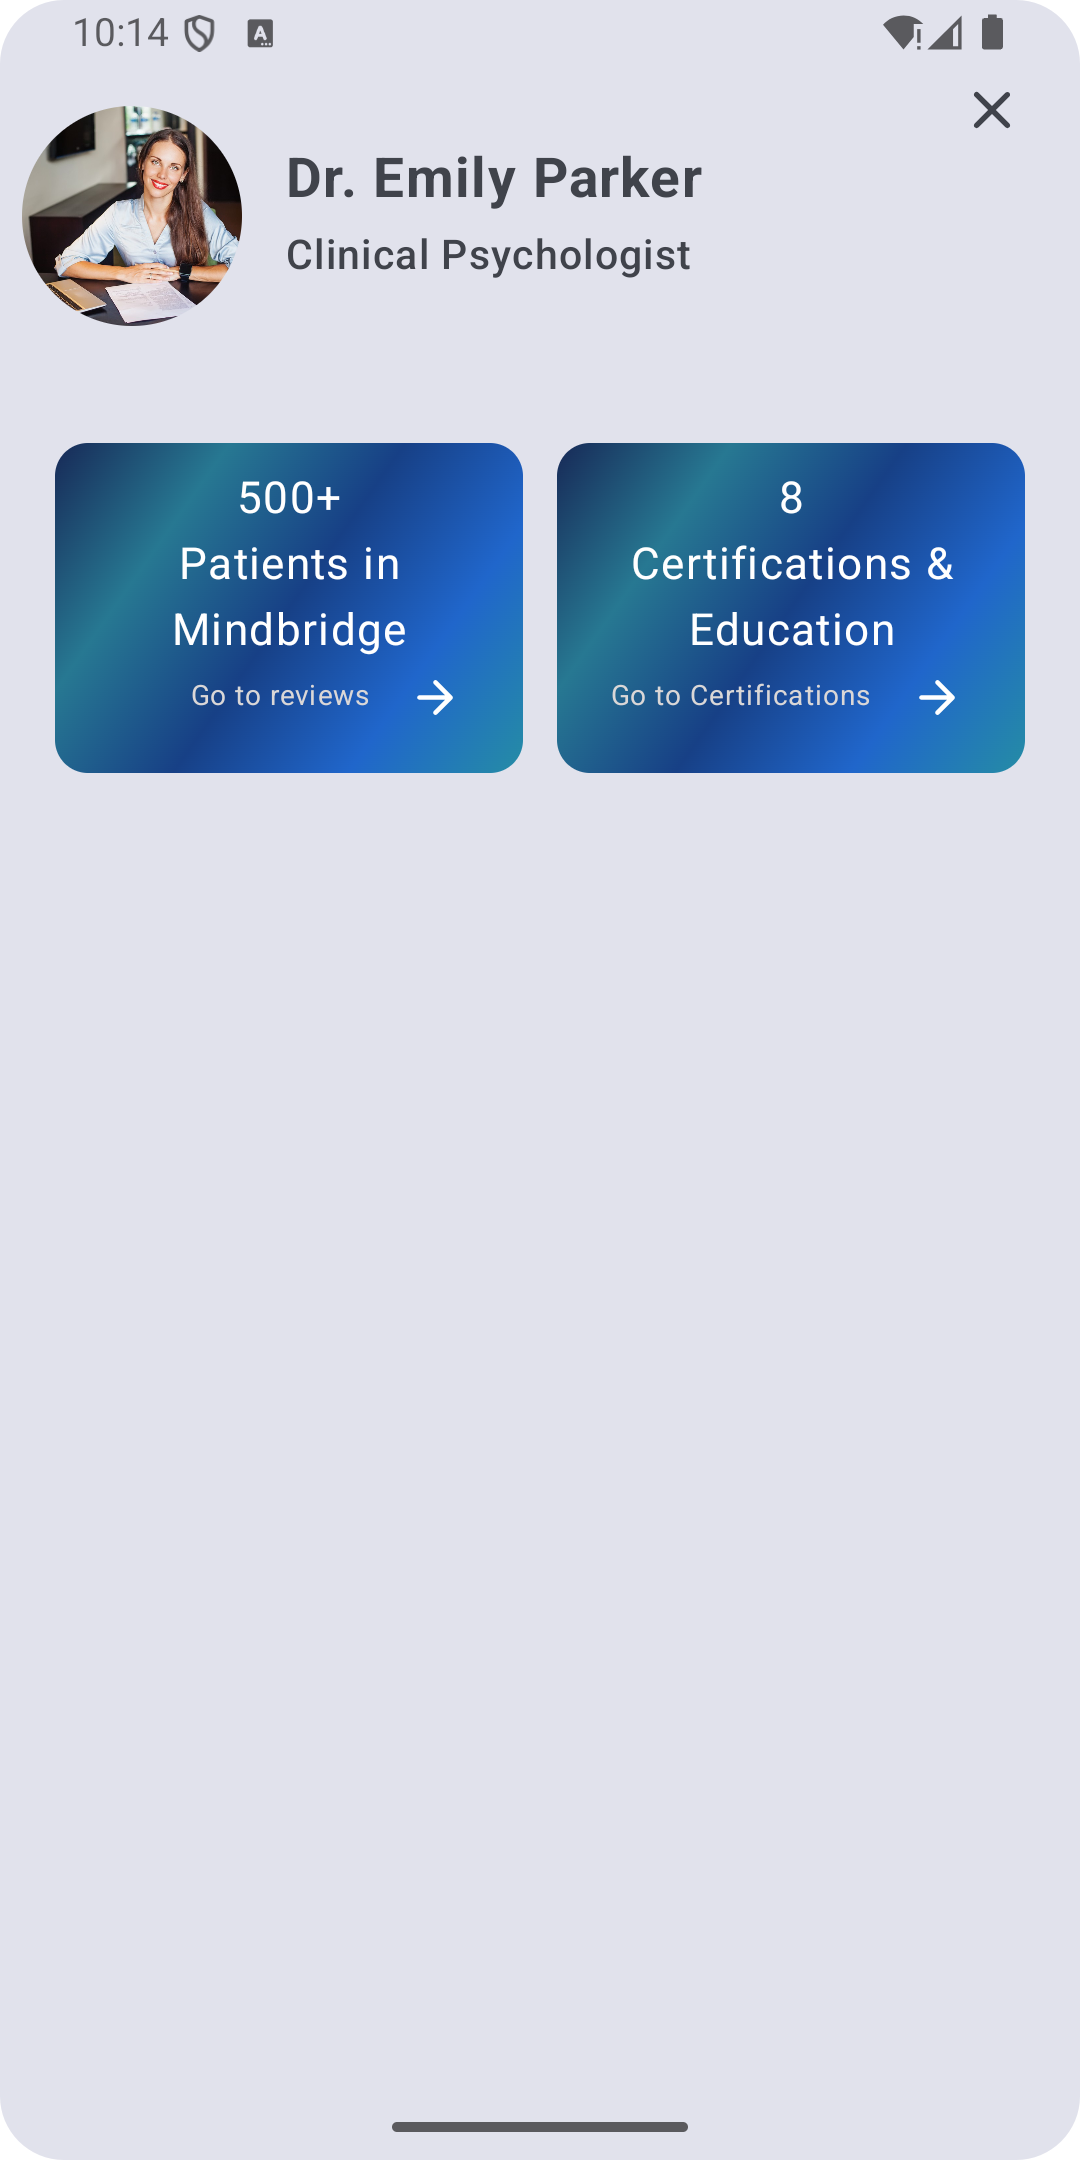 10:14
Dr. Emily Parker
Clinical Psychologist
500+
Patients in
Mindbridge
Go to reviews
8
Certifications &
Education
Go to Certifications